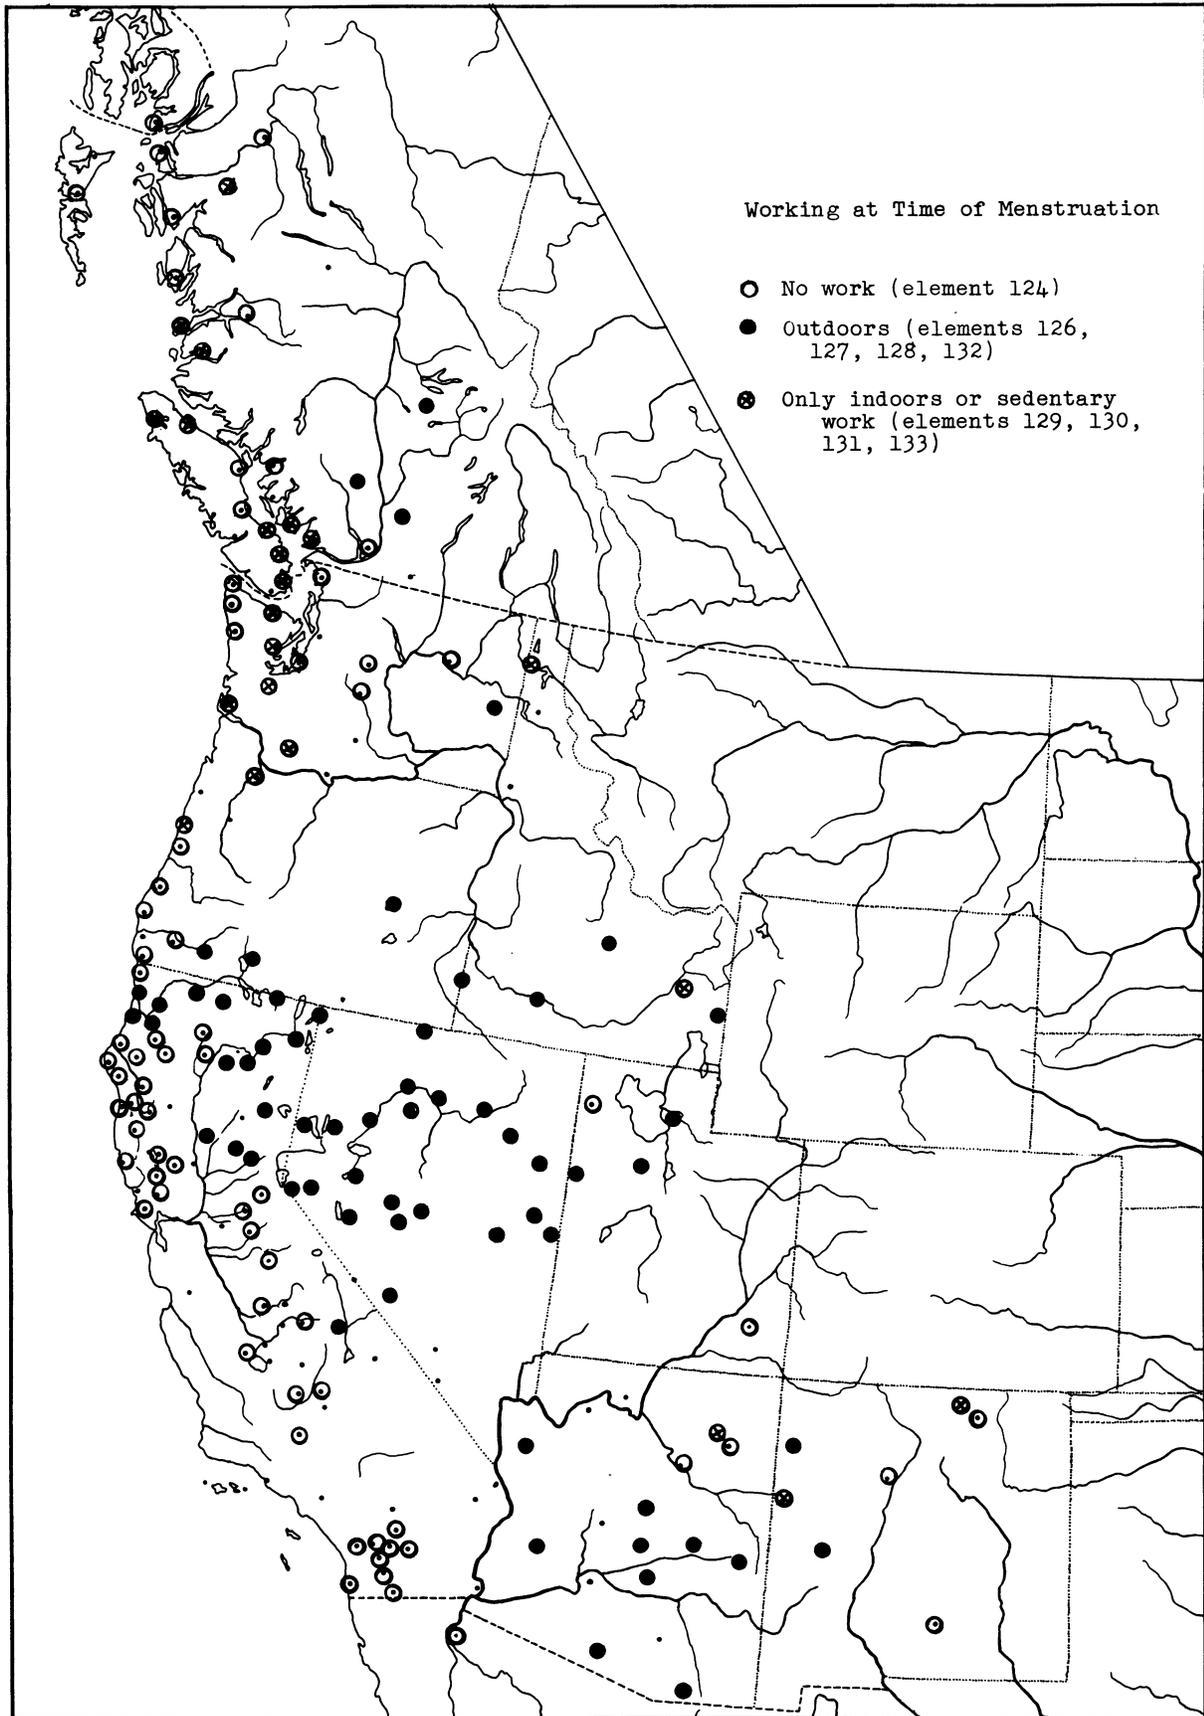 Working at Time of Menstruation
No work (element 124)
Outdoors (elements 126,
127, 128, 132)
Only indoors or sedentary
work (elements 129, 130,
131, 133)